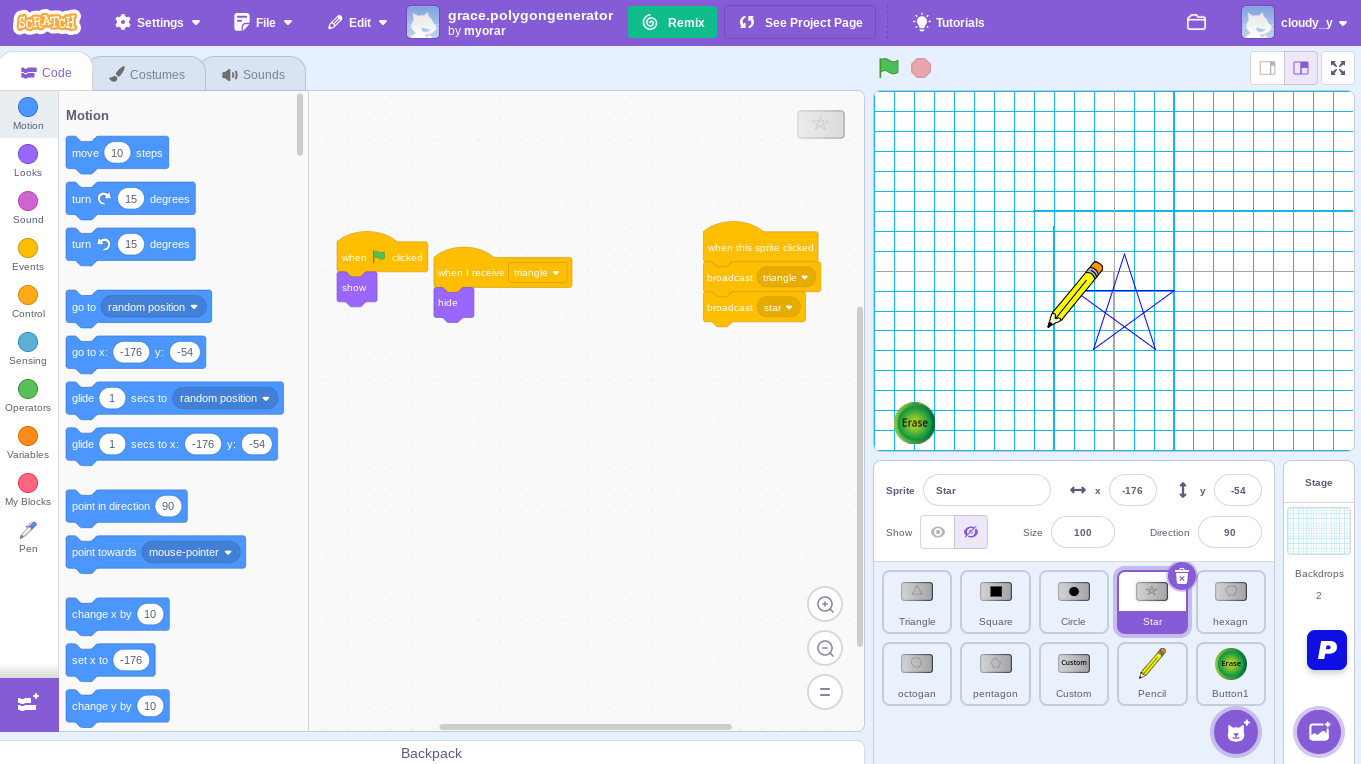 SCRATCH
Settings
File
Edit
grace.polygongenerator
by myorar
Remix
See Project Page
Tutorials
cloudy_y
Code
Costumes
Sounds
Motion
Looks
Sound
Events
Control
Sensing
Operators
Variables
My Blocks
Pen
Motion
move 10 steps
turn 15 degrees
turn 15 degrees
go to random position
go to x: -176 y: -54
glide 1 secs to random position
glide 1 secs to x: -176 y: -54
point in direction 90
point towards mouse-pointer
change x by 10
set x to -176
change y by 10
when clicked
show
when I receive triangle
hide
when this sprite clicked
broadcast triangle
broadcast star
Backpack
Erase
Sprite Star x -176 y -54
Show Size 100 Direction 90
Triangle
Square
Circle
Star
hexagn
octogan
pentagon
Custom
Custom
Pencil
Erase
Button1
Stage
Backdrops
2
P